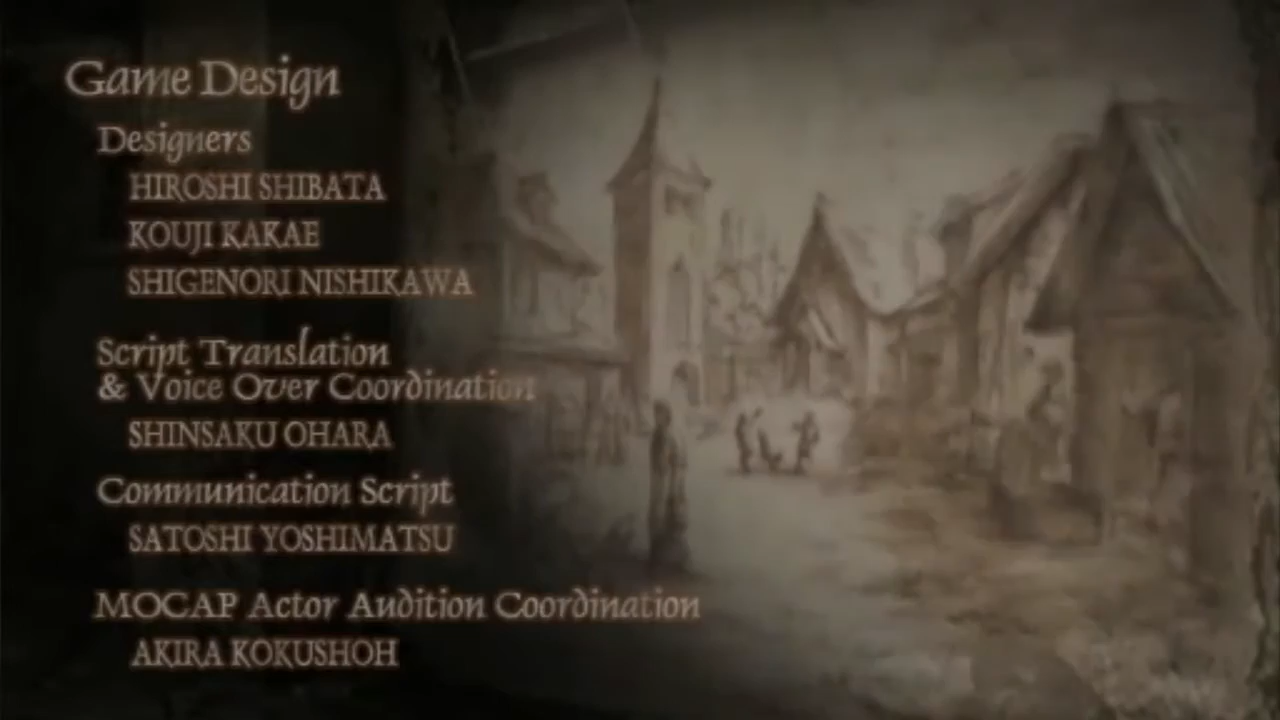 Game Design
Designers
HIROSHI SHIBATA
KOUJI KAKAE
SHIGENORI NISHIKAWA
Script Translation
& Voice Over Coordination
SHINSAKU OHARA
Communication Script
SATOSHI YOSHIMATSU
MOCAP Actor Audition Coordination
AKIRA KOKUSHOH